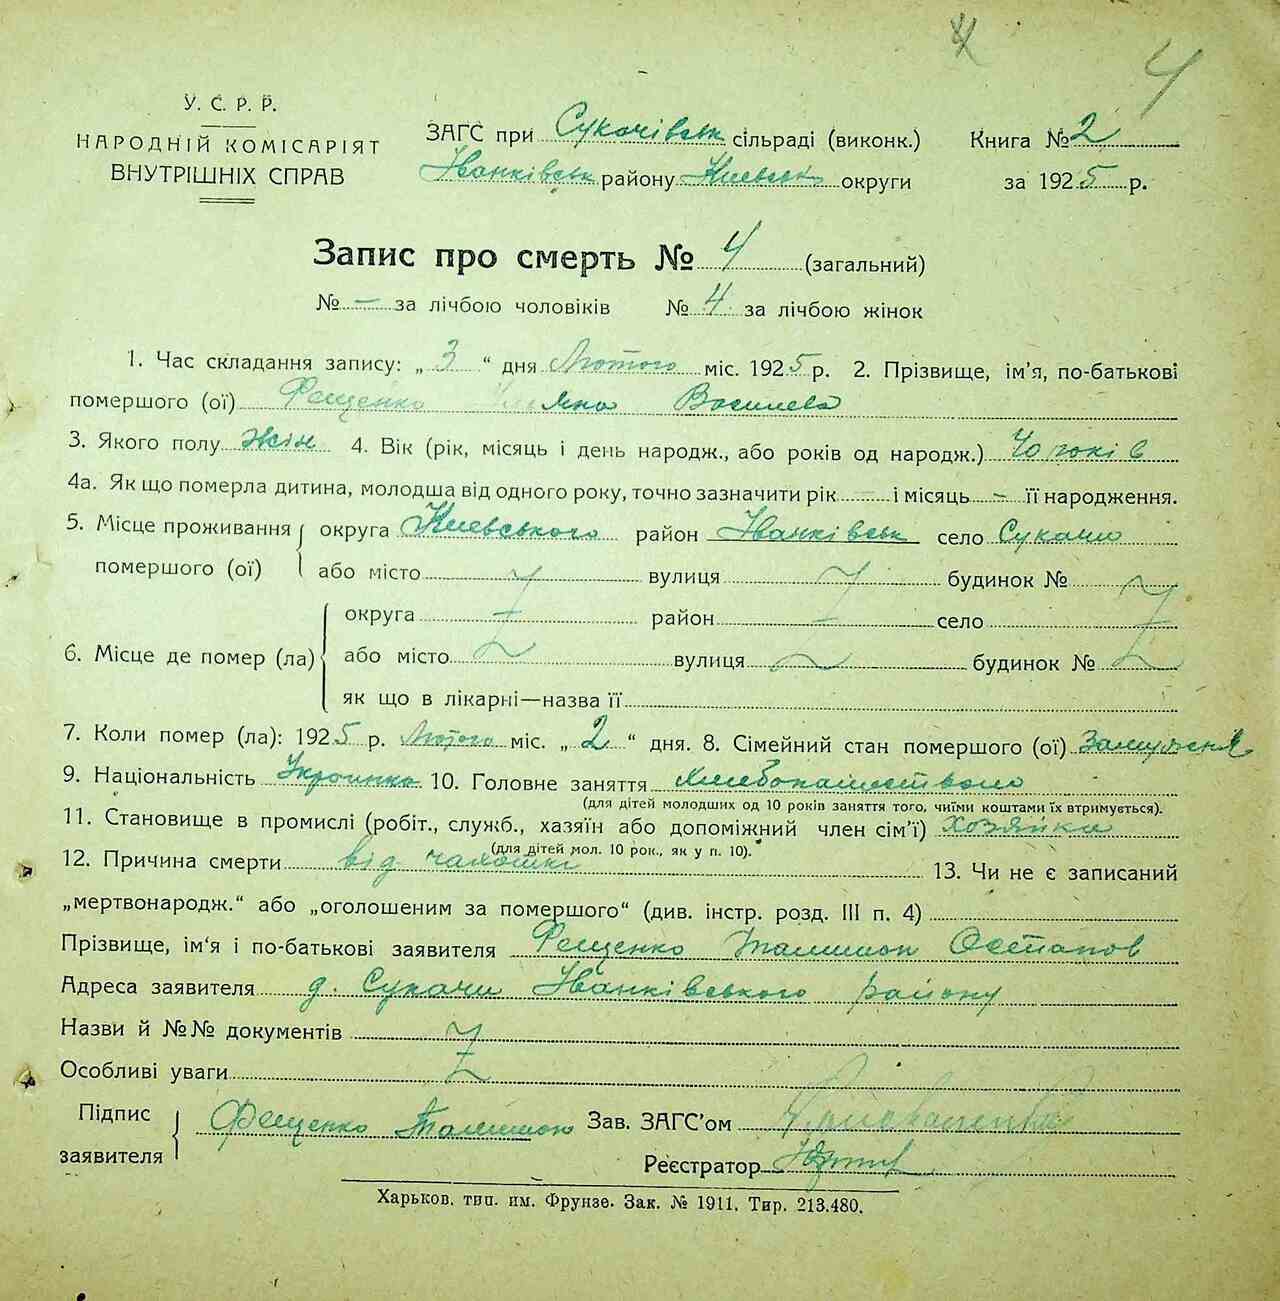 4
У. С. Р. Р.
НАРОДНІЙ КОМІСАРІЯТ
ВНУТРІШНІХ СПРАВ
ЗАГС при Сукачівськ сільраді (виконк.)
Іванківськ району Киевськ округи
Книга № 2
за 1925 р.
Запис про смерть № 4 (загальний)
№ — за лічбою чоловіків № 4 за лічбою жінок
1. Час складання запису: „ 3 “ дня Лютого міс. 1925 р. 2. Прізвище, ім'я, по-батькові
помершого (ої) Фещенко Василева
3. Якого полу Жін 4. Вік (рік, місяць і день народж., або років од народж.) 40 років
4а. Як що померла дитина, молодша від одного року, точно зазначити рік — і місяць — її народження.
5. Місце проживання округа Киевського район Іванківськ село Сукачи
помершого (ої) або місто вулиця будинок №
округа район село
6. Місце де помер (ла) або місто вулиця будинок №
як що в лікарні—назва її
7. Коли помер (ла): 1925 р. Лютого міс. „ 2 “ дня. 8. Сімейний стан помершого (ої) Замужня
9. Національність Украинка 10. Головне заняття Хлебопашеством
(для дітей молодших од 10 років заняття того, чиїми коштами їх втримується).
11. Становище в промислі (робіт., служб., хазяїн або допоміжний член сім'ї) хозяйка
(для дітей мол. 10 рок., як у п. 10).
12. Причина смерти від 13. Чи не є записаний
„мертвонародж.“ або „оголошеним за помершого“ (див. інстр. розд. III п. 4)
Прізвище, ім'я і по-батькові заявителя Фещенко Остапов
Адреса заявителя д. Сукачи Іванківського району
Назви й №№ документів
Особливі уваги
Підпис Фещенко Зав. ЗАГС'ом
заявителя
Реєстратор
Харьков. тип. им. Фрунзе. Зак. № 1911. Тир. 213.480.